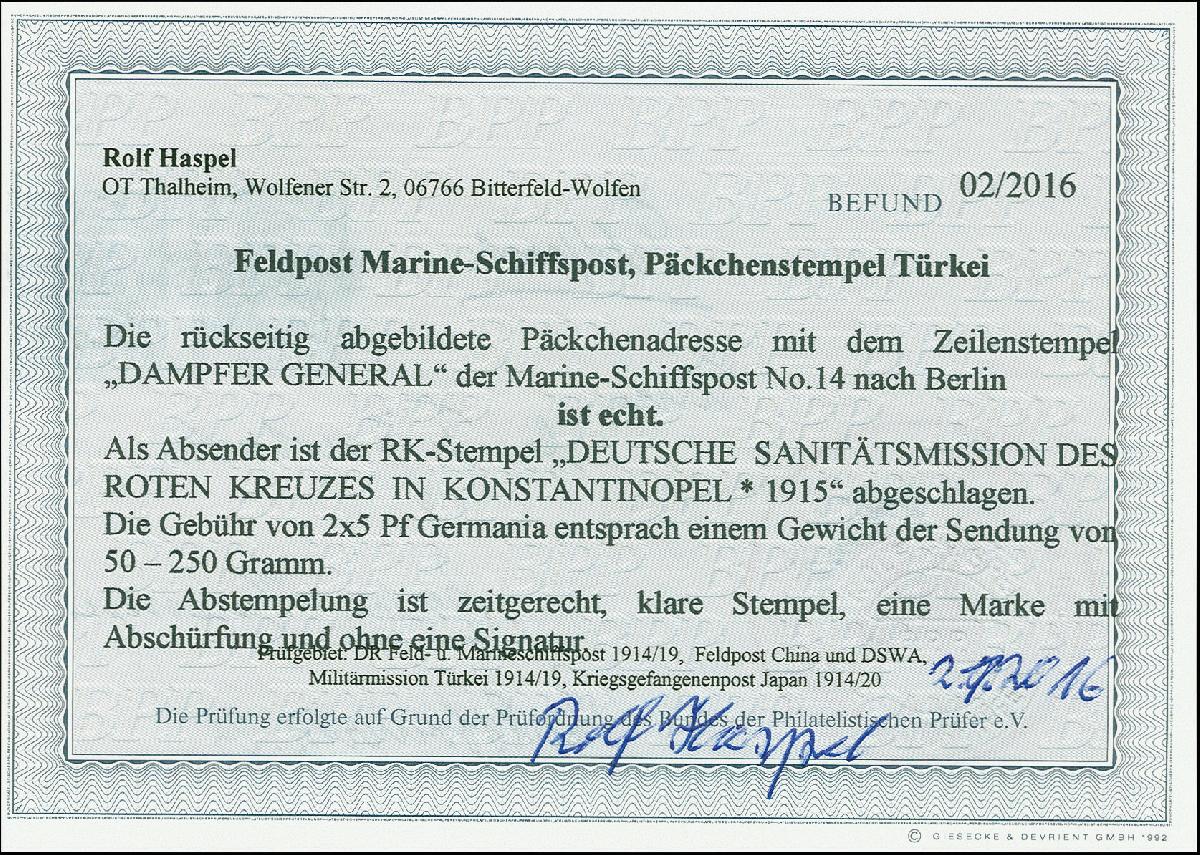 Rolf Haspel
OT Thalheim, Wolfener Str. 2, 06766 Bitterfeld-Wolfen
BEFUND 02/2016
Feldpost Marine-Schiffspost, Päckchenstempel Türkei
Die rückseitig abgebildete Päckchenadresse mit dem Zeilenstempel
„DAMPFER GENERAL“ der Marine-Schiffspost No.14 nach Berlin
ist echt.
Als Absender ist der RK-Stempel „DEUTSCHE SANITÄTSMISSION DES
ROTEN KREUZES IN KONSTANTINOPEL * 1915“ abgeschlagen.
Die Gebühr von 2x5 Pf Germania entsprach einem Gewicht der Sendung von
50 – 250 Gramm.
Die Abstempelung ist zeitgerecht, klare Stempel, eine Marke mit
Abschürfung und ohne eine Signatur.
Prüfgebiet: DR Feld- u. Marineschiffspost 1914/19, Feldpost China und DSWA,
Militärmission Türkei 1914/19, Kriegsgefangenenpost Japan 1914/20
Die Prüfung erfolgte auf Grund der Prüfordnung des Bundes der Philatelistischen Prüfer e.V.
Rolf Haspel
© GIESECKE & DEVRIENT GMBH 1992